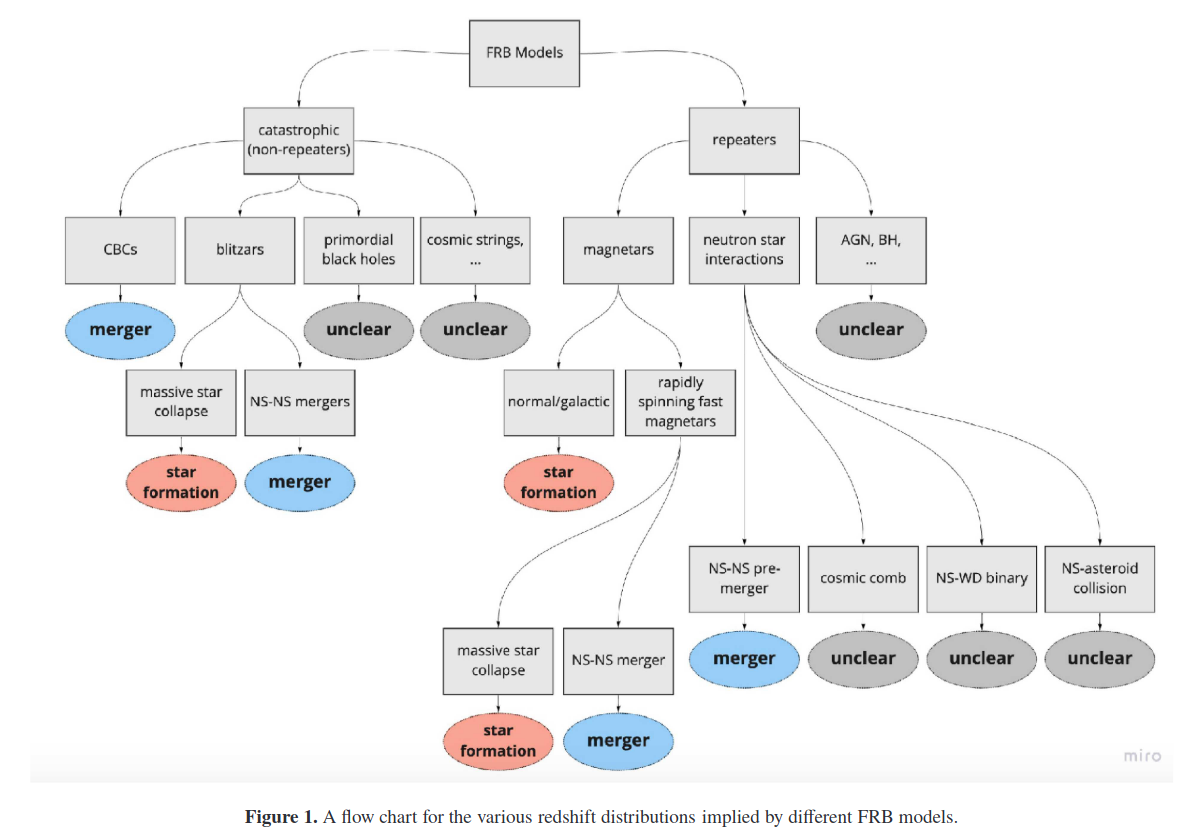 FRB Models
catastrophic
(non-repeaters)
repeaters
CBCs
blitzars
primordial
black holes
cosmic strings,
...
magnetars
neutron star
interactions
AGN, BH,
...
merger
unclear
unclear
unclear
massive star
collapse
NS-NS mergers
normal/galactic
rapidly
spinning fast
magnetars
star
formation
merger
star
formation
NS-NS pre-
merger
cosmic comb
NS-WD binary
NS-asteroid
collision
massive star
collapse
NS-NS merger
merger
unclear
unclear
unclear
star
formation
merger
miro
Figure 1. A flow chart for the various redshift distributions implied by different FRB models.